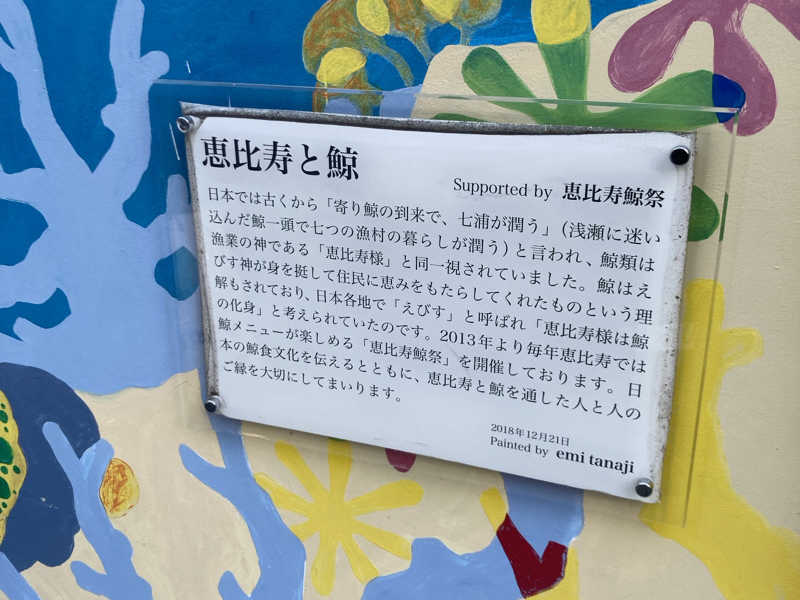 恵比寿と鯨
Supported by 恵比寿鯨祭
日本では古くから「寄り鯨の到来で、七浦が潤う」(浅瀬に迷い
込んだ鯨一頭で七つの漁村の暮らしが潤う)と言われ、鯨類は
漁業の神である「恵比寿様」と同一視されていました。鯨はえ
びす神が身を挺して住民に恵みをもたらしてくれたものという理
解もされており、日本各地で「えびす」と呼ばれ「恵比寿様は鯨
の化身」と考えられていたのです。2013年より毎年恵比寿では
鯨メニューが楽しめる「恵比寿鯨祭」を開催しております。日
本の鯨食文化を伝えるとともに、恵比寿と鯨を通した人と人の
ご縁を大切にしてまいります。
2018年12月21日
Painted by emi tanaji